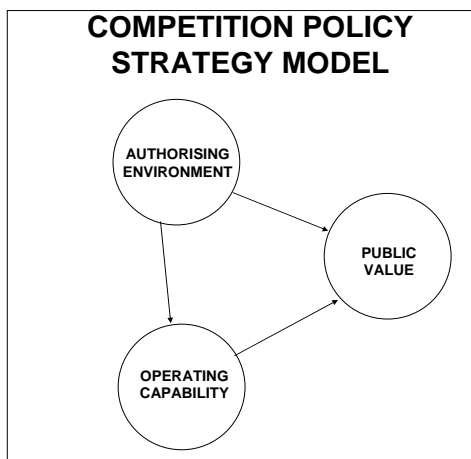 COMPETITION POLICY
STRATEGY MODEL
AUTHORISING
ENVIRONMENT
PUBLIC
VALUE
OPERATING
CAPABILITY